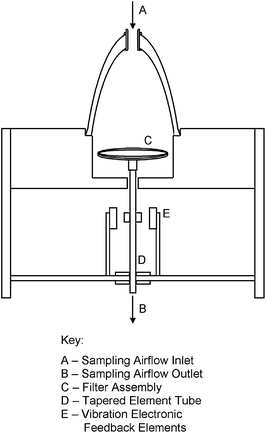 A
C
E
D
B
Key:
A – Sampling Airflow Inlet
B – Sampling Airflow Outlet
C – Filter Assembly
D – Tapered Element Tube
E – Vibration Electronic
Feedback Elements